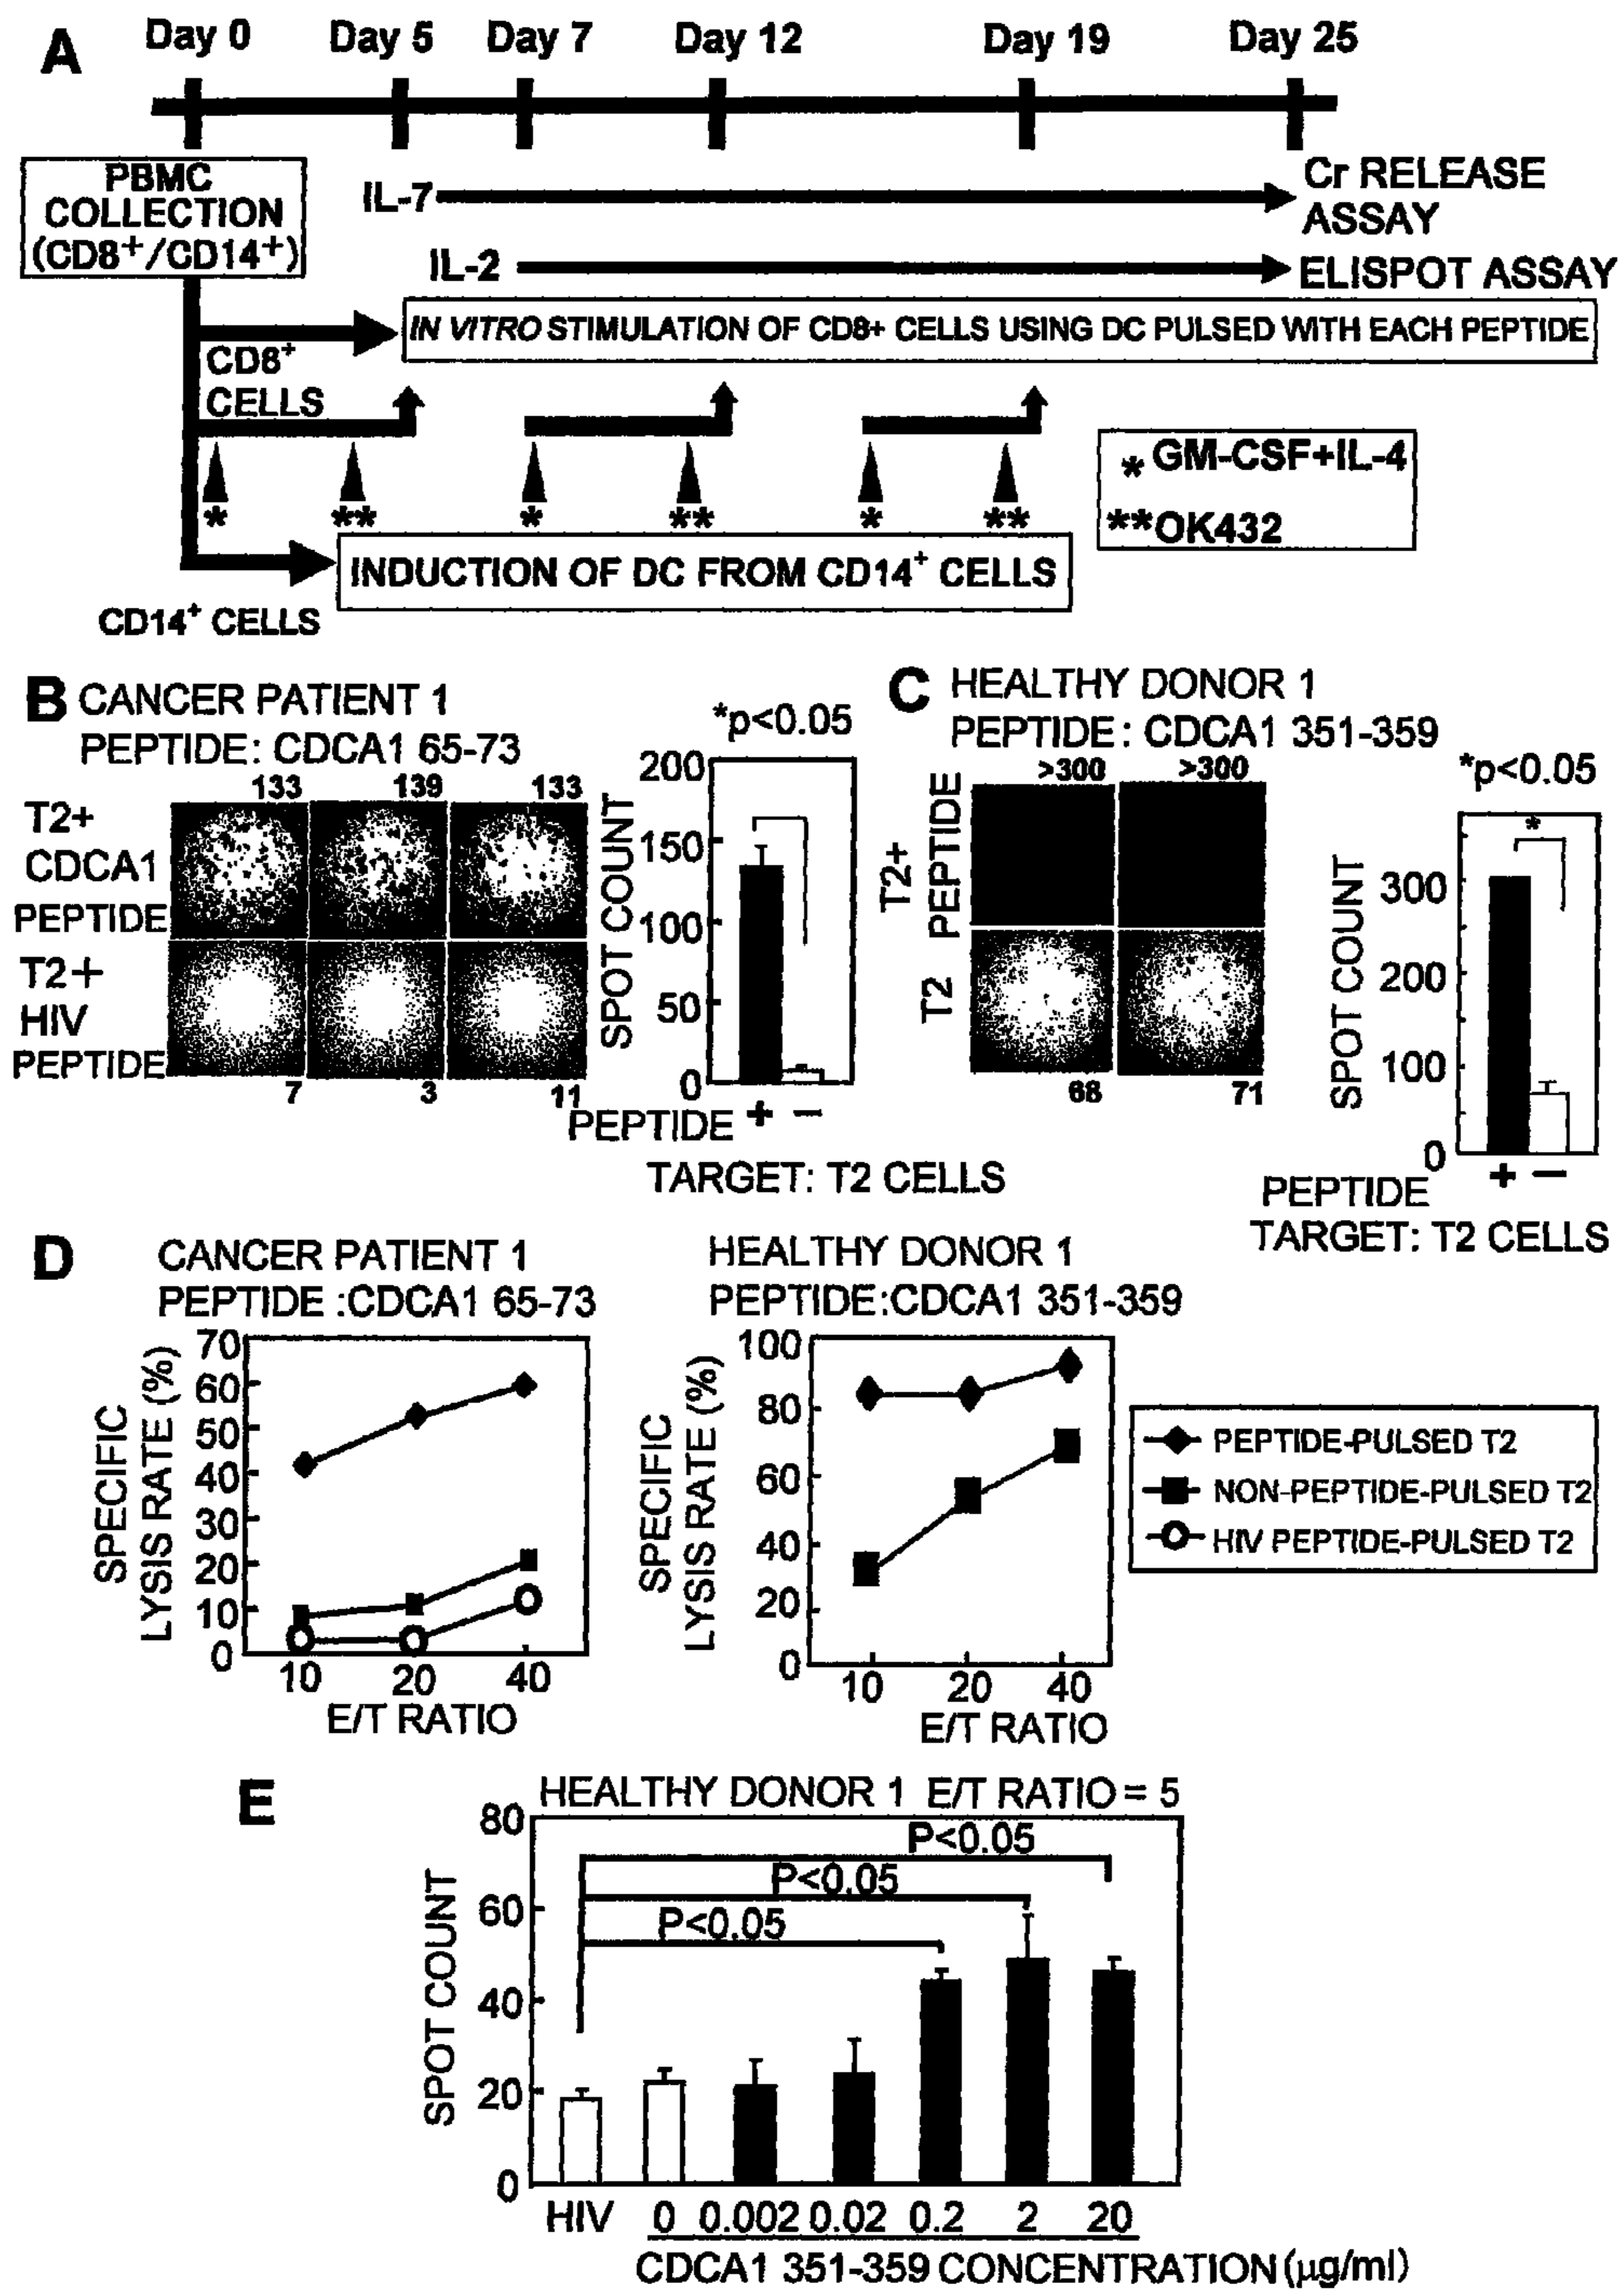 A
Day 0 Day 5 Day 7 Day 12 Day 19 Day 25
PBMC
COLLECTION
(CD8+/CD14+)
IL-7
Cr RELEASE
ASSAY
IL-2
ELISPOT ASSAY
IN VITRO STIMULATION OF CD8+ CELLS USING DC PULSED WITH EACH PEPTIDE
CD8+
CELLS
* ** * ** * **
* GM-CSF+IL-4
**OK432
INDUCTION OF DC FROM CD14+ CELLS
CD14+ CELLS
B CANCER PATIENT 1
PEPTIDE: CDCA1 65-73
133 139 133
T2+
CDCA1
PEPTIDE
T2+
HIV
PEPTIDE
7 3 11
*p<0.05
SPOT COUNT
200
150
100
50
0
PEPTIDE + −
TARGET: T2 CELLS
C HEALTHY DONOR 1
PEPTIDE: CDCA1 351-359
>300 >300
T2+
PEPTIDE
T2
68 71
*p<0.05
*
SPOT COUNT
300
200
100
0
+ −
PEPTIDE
TARGET: T2 CELLS
D
CANCER PATIENT 1
PEPTIDE :CDCA1 65-73
SPECIFIC
LYSIS RATE (%)
70
60
50
40
30
20
10
0
10 20 40
E/T RATIO
HEALTHY DONOR 1
PEPTIDE:CDCA1 351-359
SPECIFIC
LYSIS RATE (%)
100
80
60
40
20
0
10 20 40
E/T RATIO
PEPTIDE-PULSED T2
NON-PEPTIDE-PULSED T2
HIV PEPTIDE-PULSED T2
E
HEALTHY DONOR 1 E/T RATIO = 5
SPOT COUNT
80
60
40
20
0
P<0.05
P<0.05
P<0.05
HIV 0 0.002 0.02 0.2 2 20
CDCA1 351-359 CONCENTRATION (μg/ml)